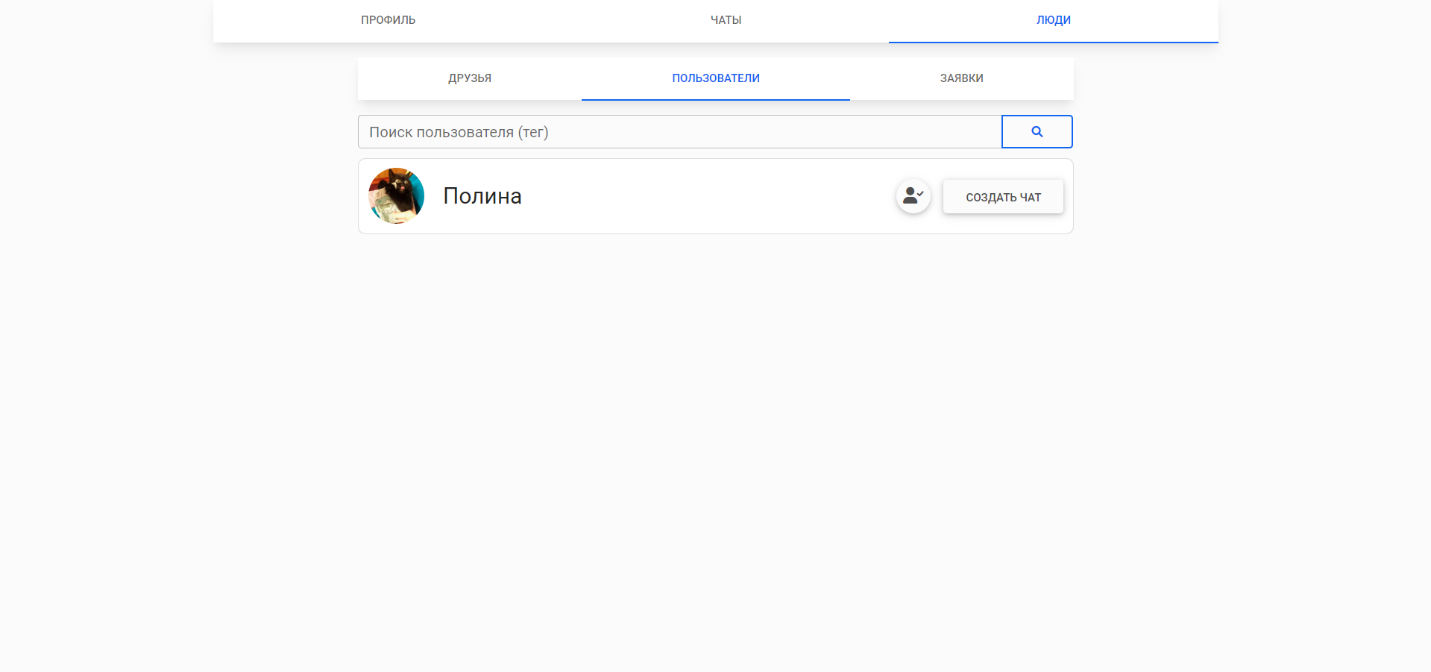 ПРОФИЛЬ ЧАТЫ ЛЮДИ
ДРУЗЬЯ ПОЛЬЗОВАТЕЛИ ЗАЯВКИ
Поиск пользователя (тег)
Полина СОЗДАТЬ ЧАТ